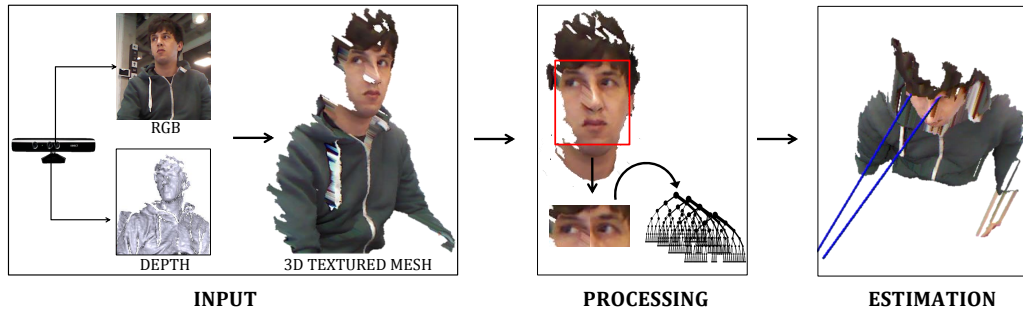 RGB
DEPTH
3D TEXTURED MESH
INPUT
PROCESSING
ESTIMATION